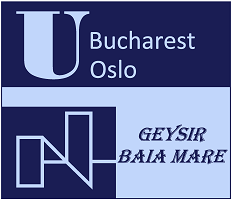 U Bucharest
Oslo
GEYSIR
BAIA MARE